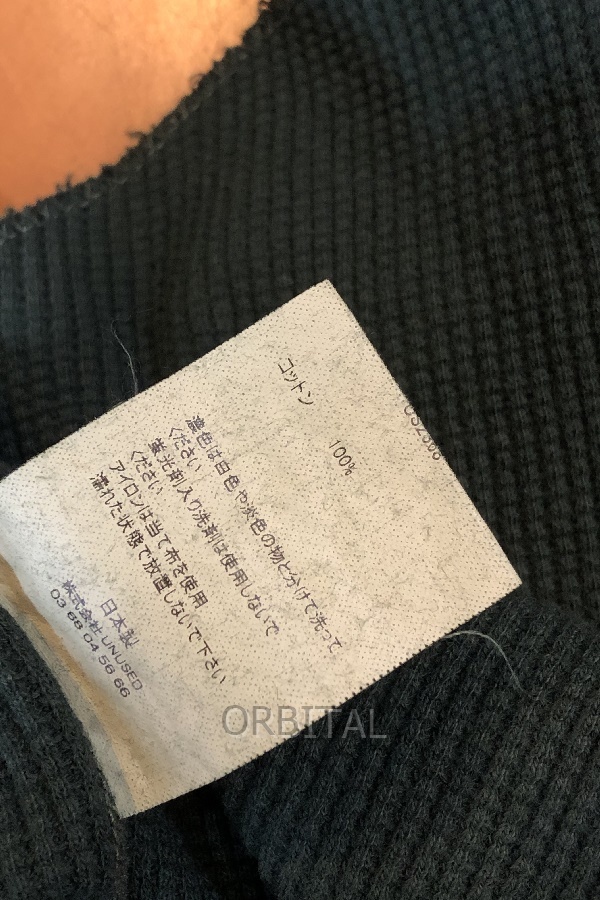 コットン 100%
濃色は白色や淡色の物と分けて洗って
ください
蛍光剤入り洗剤は使用しないで
ください
アイロンは当て布を使用
濡れた状態で放置しないで下さい
日本製
株式会社UNUSED
03 68 04 56 66
ORBITAL